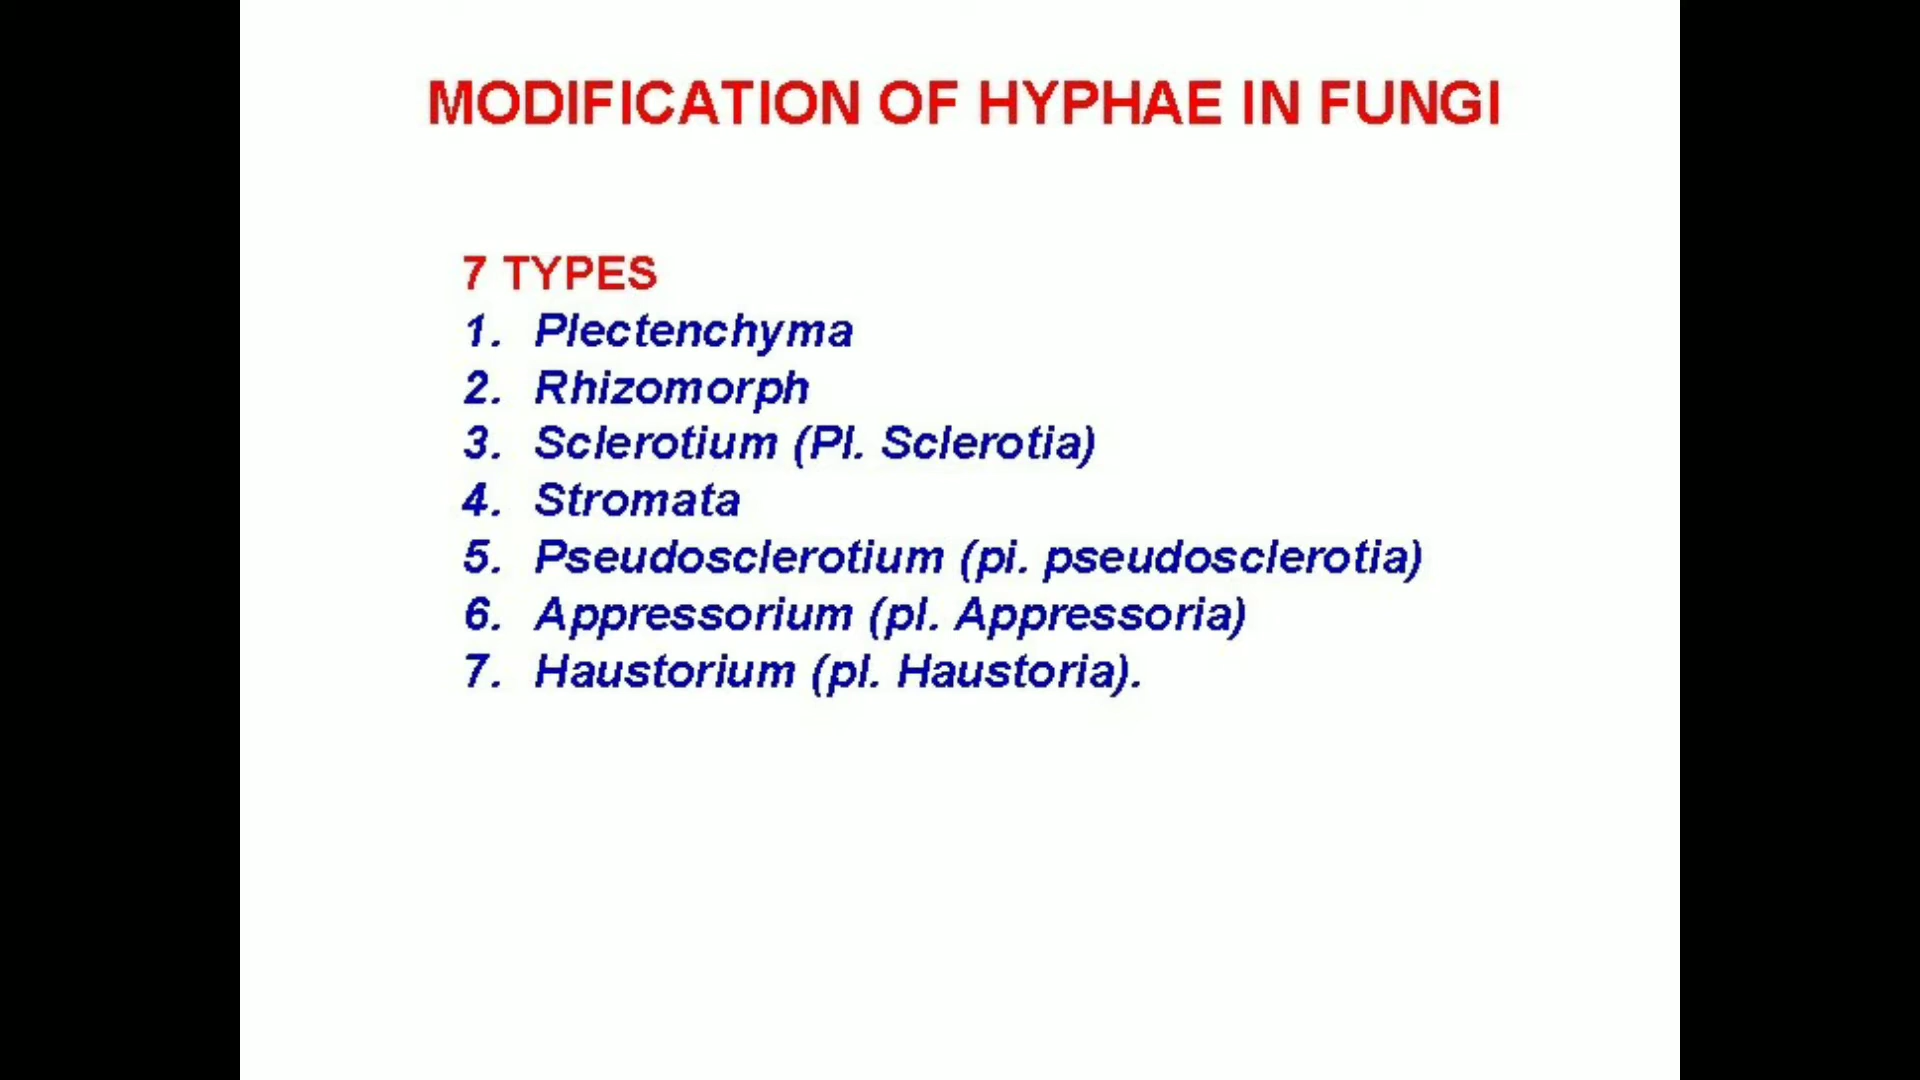 MODIFICATION OF HYPHAE IN FUNGI
7 TYPES
1. Plectenchyma
2. Rhizomorph
3. Sclerotium (Pl. Sclerotia)
4. Stromata
5. Pseudosclerotium (pi. pseudosclerotia)
6. Appressorium (pl. Appressoria)
7. Haustorium (pl. Haustoria).